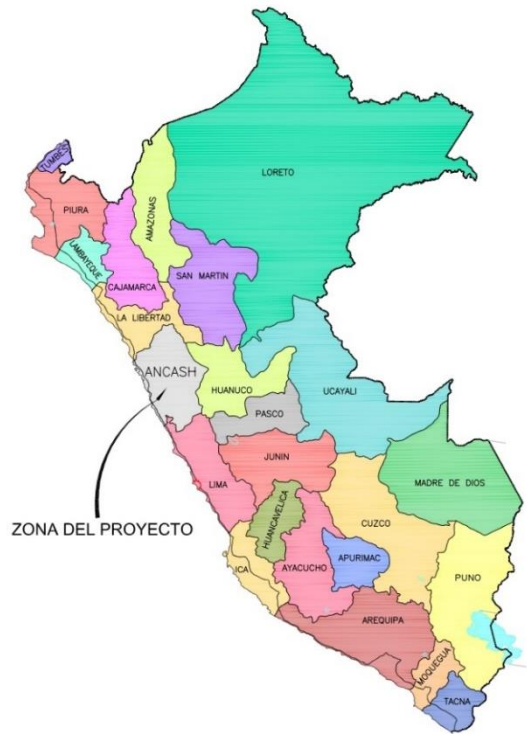 TUMBES
PIURA
LAMBAYEQUE
CAJAMARCA
AMAZONAS
LORETO
SAN MARTIN
LA LIBERTAD
ANCASH
HUANUCO
UCAYALI
PASCO
JUNIN
LIMA
MADRE DE DIOS
HUANCAVELICA
CUZCO
ZONA DEL PROYECTO
ICA
AYACUCHO
APURIMAC
PUNO
AREQUIPA
MOQUEGUA
TACNA